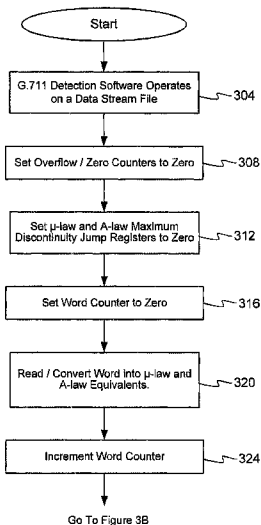 Start
G.711 Detection Software Operates
on a Data Stream File
304
Set Overflow / Zero Counters to Zero
308
Set μ-law and A-law Maximum
Discontinuity Jump Registers to Zero
312
Set Word Counter to Zero
316
Read / Convert Word into μ-law and
A-law Equivalents.
320
Increment Word Counter
324
Go To Figure 3B